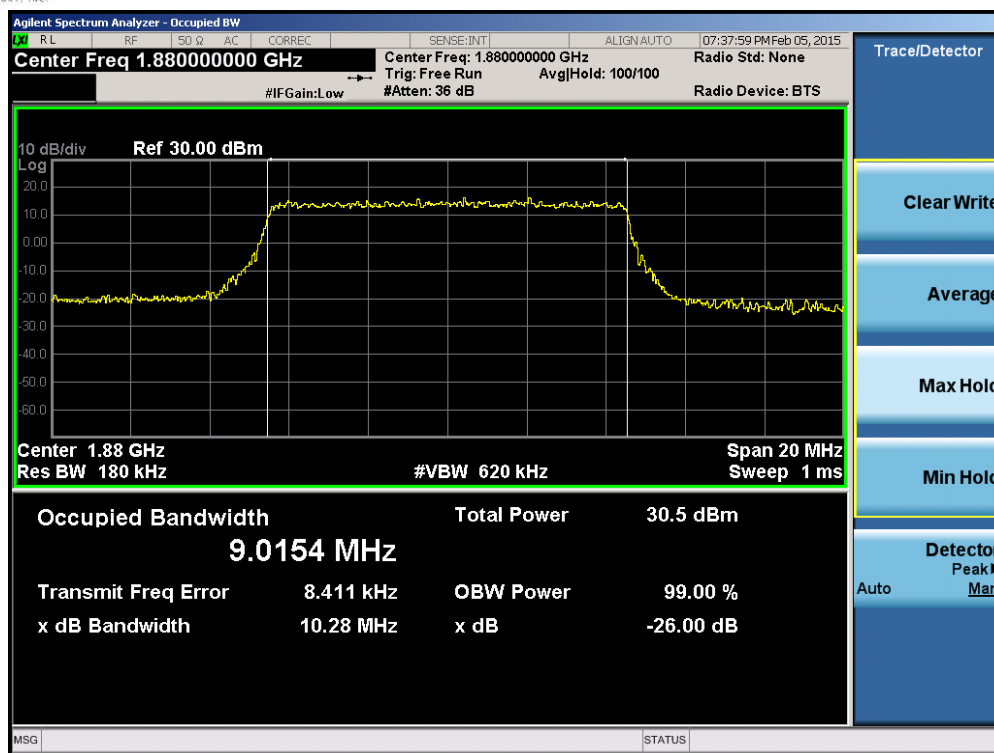 Agilent Spectrum Analyzer - Occupied BW
LXI RL RF 50 Ω AC CORREC SENSE:INT ALIGN AUTO 07:37:59 PM Feb 05, 2015
Center Freq 1.880000000 GHz
Center Freq: 1.880000000 GHz
Radio Std: None
Trig: Free Run Avg|Hold: 100/100
#IFGain:Low
#Atten: 36 dB
Radio Device: BTS
10 dB/div Ref 30.00 dBm
Log
20.0
10.0
0.00
-10.0
-20.0
-30.0
-40.0
-50.0
-60.0
Center 1.88 GHz Span 20 MHz
Res BW 180 kHz #VBW 620 kHz Sweep 1 ms
Occupied Bandwidth Total Power 30.5 dBm
9.0154 MHz
Transmit Freq Error 8.411 kHz OBW Power 99.00 %
x dB Bandwidth 10.28 MHz x dB -26.00 dB
MSG STATUS
Trace/Detector
Clear Write
Average
Max Hold
Min Hold
Detector
Peak
Auto Man